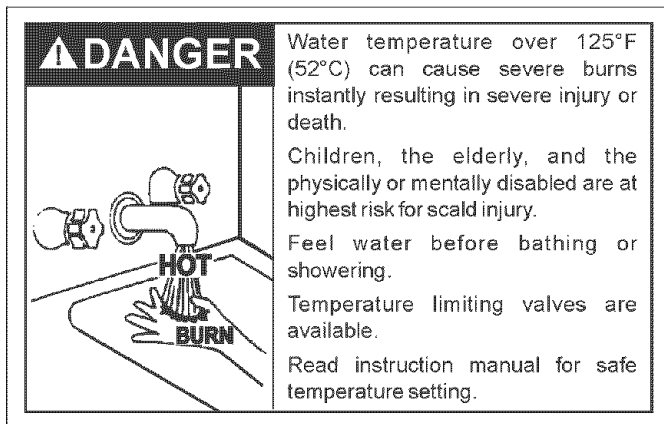 DANGER
HOT
BURN
Water temperature over 125°F
(52°C) can cause severe burns
instantly resulting in severe injury or
death.
Children, the elderly, and the
physically or mentally disabled are at
highest risk for scald injury.
Feel water before bathing or
showering.
Temperature limiting valves are
available.
Read instruction manual for safe
temperature setting.